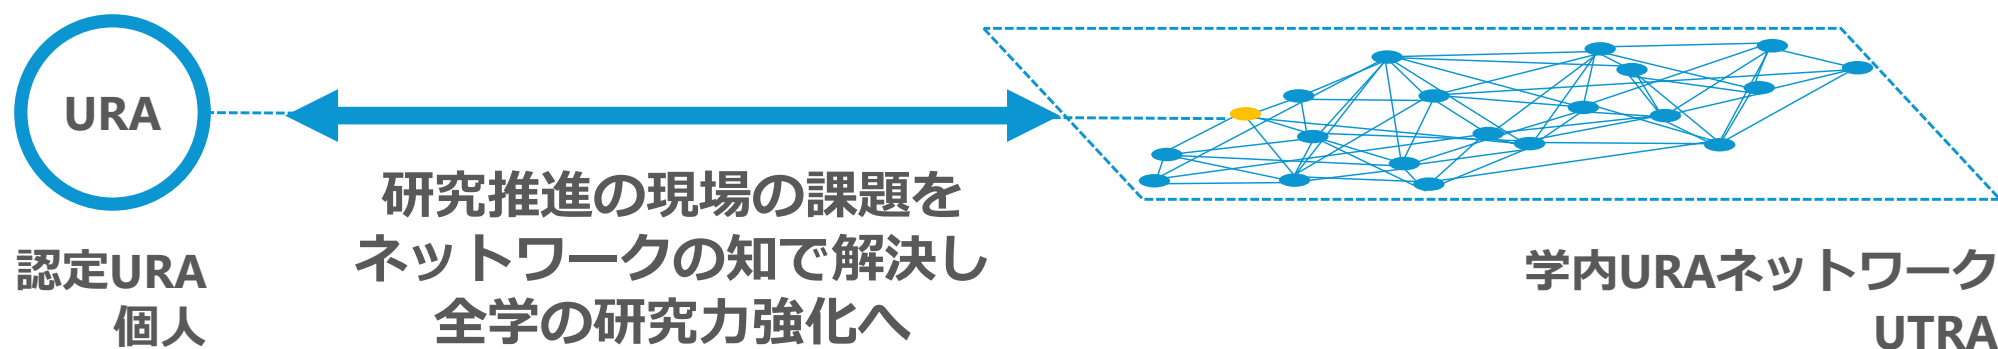 URA
認定URA
個人
研究推進の現場の課題を
ネットワークの知で解決し
全学の研究力強化へ
学内URAネットワーク
UTRA